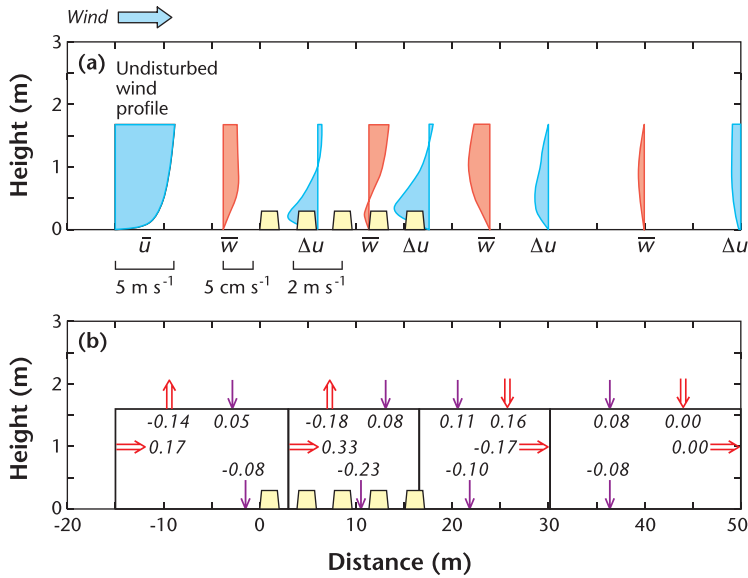 Wind
(a)
Undisturbed
wind
profile
3
2
1
0
Height (m)
u̅ w̅ Δu w̅ Δu w̅ Δu w̅ Δu
5 m s⁻¹ 5 cm s⁻¹ 2 m s⁻¹
(b)
3
2
1
0
Height (m)
-0.14 0.05 -0.18 0.08 0.11 0.16 0.08 0.00
0.17 0.33 -0.17 0.00
-0.08 -0.23 -0.10 -0.08
-20 -10 0 10 20 30 40 50
Distance (m)